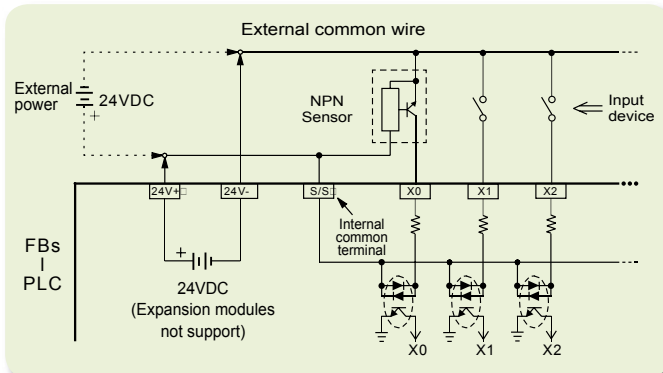 External common wire
External
power
24VDC
+
NPN
Sensor
Input
device
24V+
24V-
S/S
X0
X1
X2
Internal
common
terminal
FBs
PLC
+
24VDC
(Expansion modules
not support)
X0
X1
X2